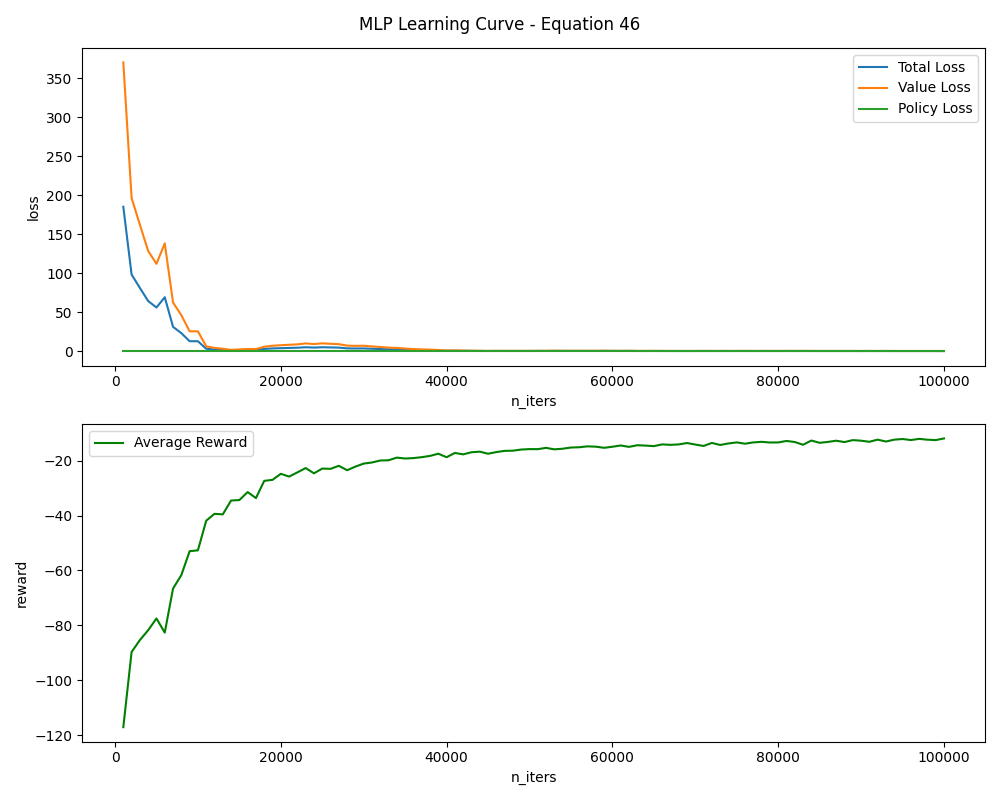 MLP Learning Curve - Equation 46
Total Loss
Value Loss
Policy Loss
350
300
250
200
150
100
50
0
loss
0 20000 40000 60000 80000 100000
n_iters
Average Reward
−20
−40
−60
−80
−100
−120
reward
0 20000 40000 60000 80000 100000
n_iters